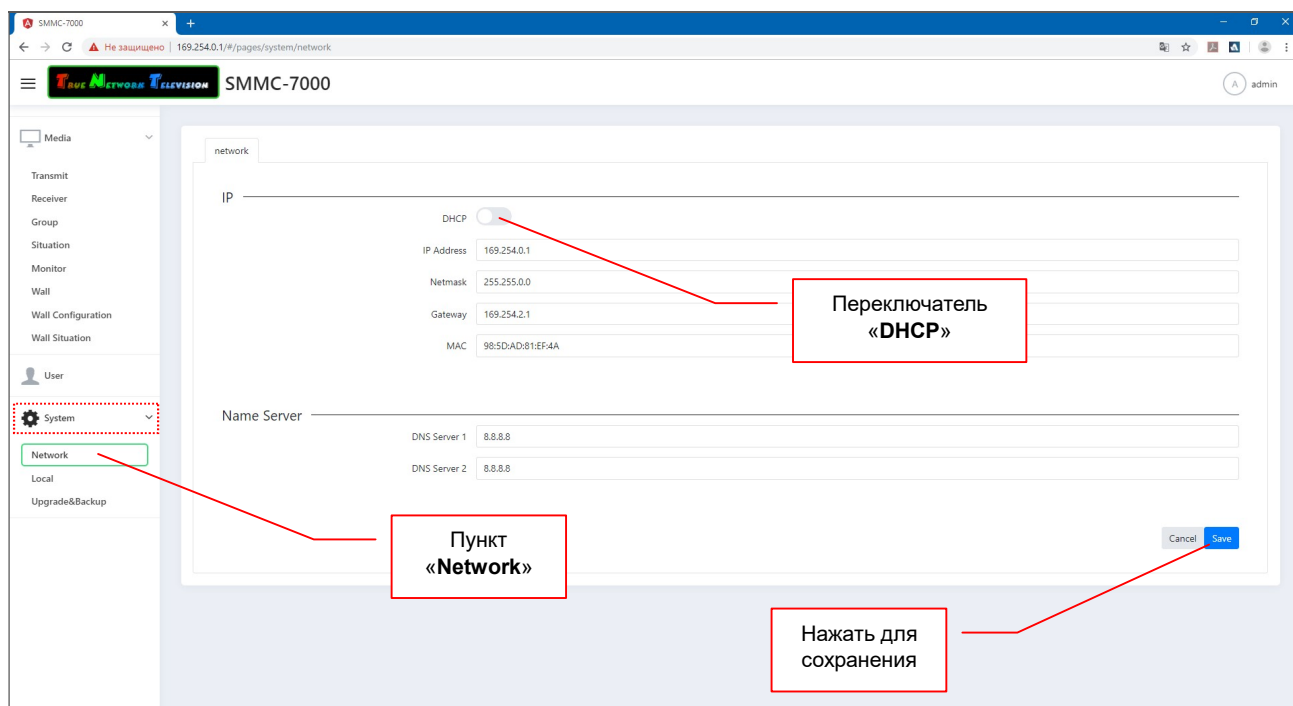 SMMC-7000
Не защищено | 169.254.0.1/#/pages/system/network
TRUE NETWORK TELEVISION
SMMC-7000
A admin
Media
network
Transmit
Receiver
Group
Situation
Monitor
Wall
Wall Configuration
Wall Situation
User
System
Network
Local
Upgrade&Backup
IP
DHCP
IP Address 169.254.0.1
Netmask 255.255.0.0
Gateway 169.254.2.1
MAC 98:5D:AD:81:EF:4A
Переключатель
«DHCP»
Name Server
DNS Server 1 8.8.8.8
DNS Server 2 8.8.8.8
Cancel Save
Пункт
«Network»
Нажать для
сохранения